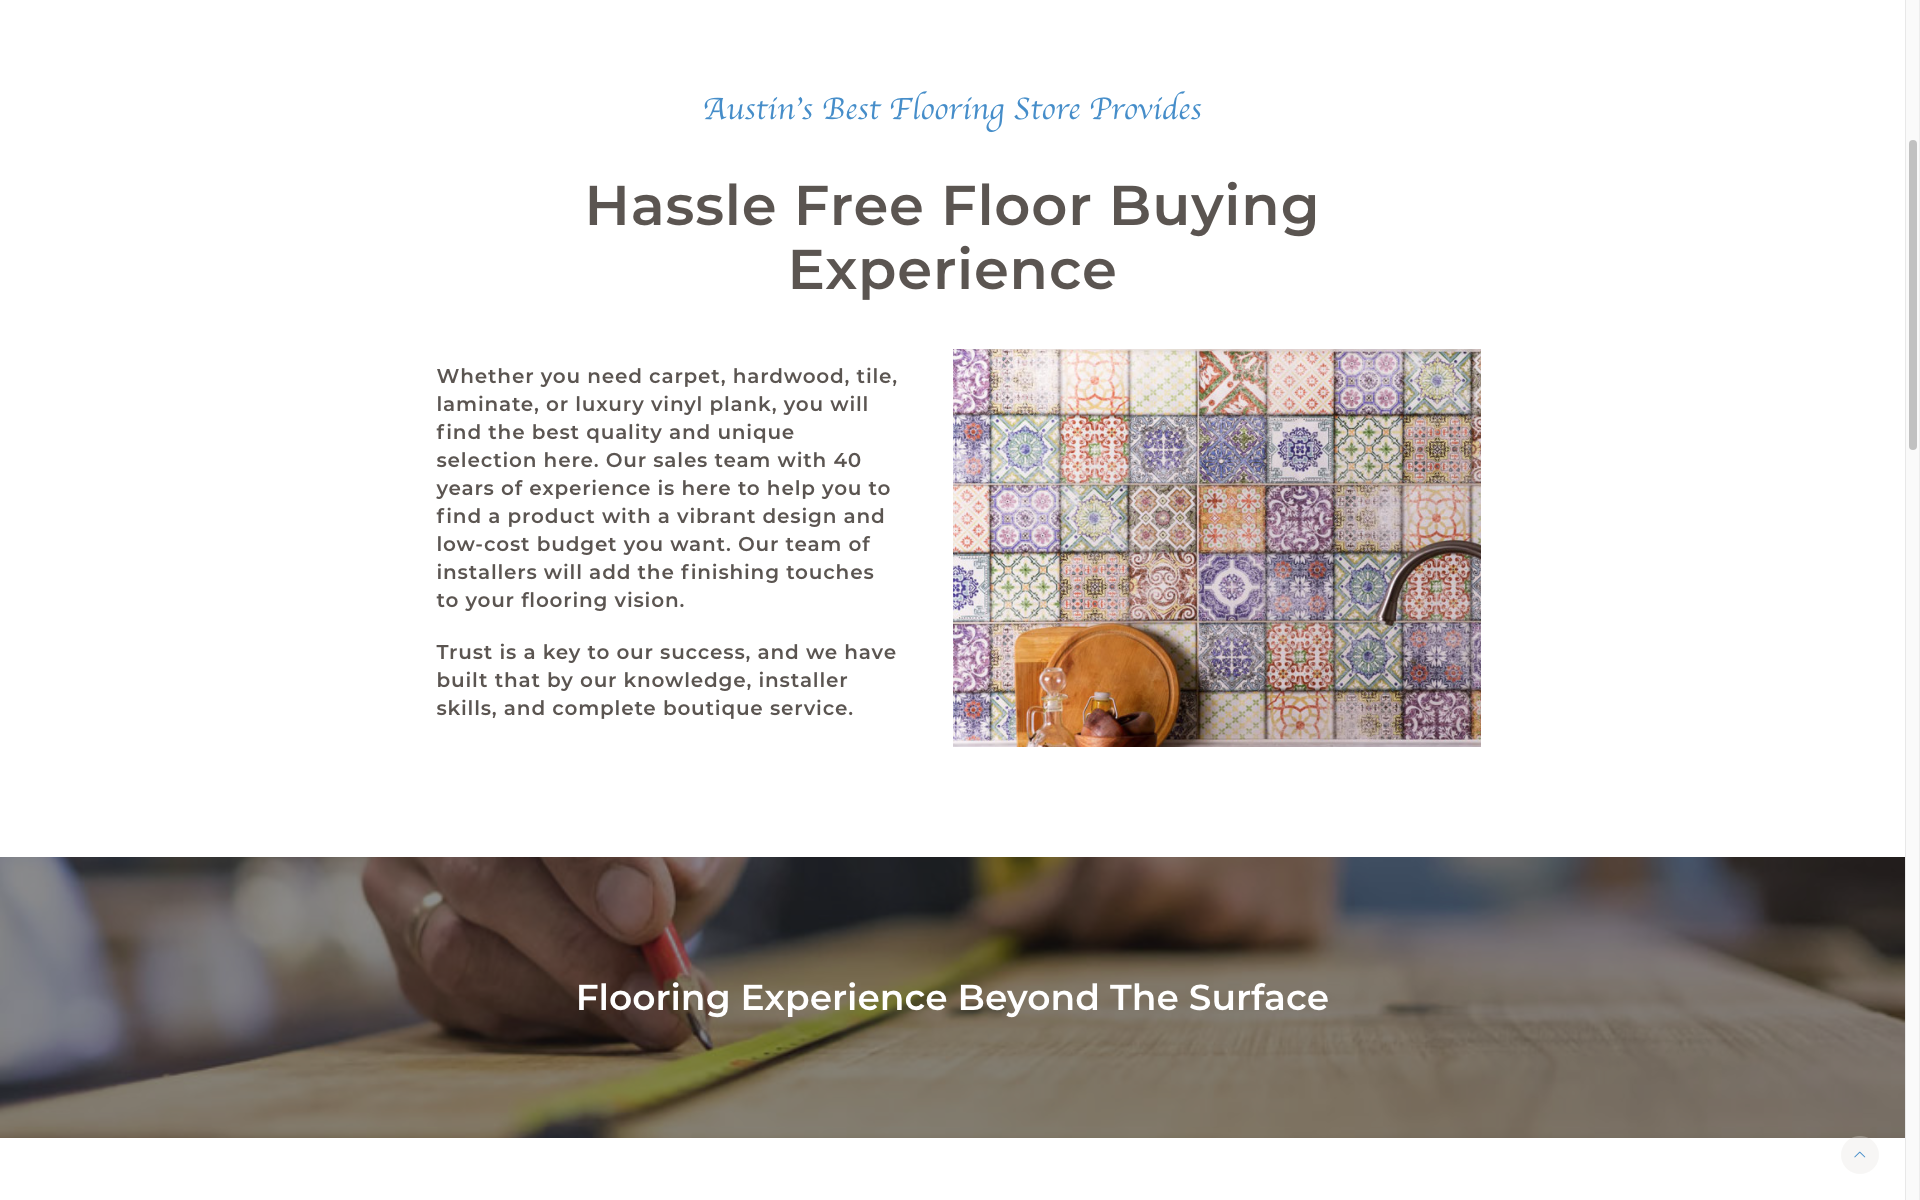 Austin's Best Flooring Store Provides
Hassle Free Floor Buying
Experience
Whether you need carpet, hardwood, tile,
laminate, or luxury vinyl plank, you will
find the best quality and unique
selection here. Our sales team with 40
years of experience is here to help you to
find a product with a vibrant design and
low-cost budget you want. Our team of
installers will add the finishing touches
to your flooring vision.
Trust is a key to our success, and we have
built that by our knowledge, installer
skills, and complete boutique service.
Flooring Experience Beyond The Surface